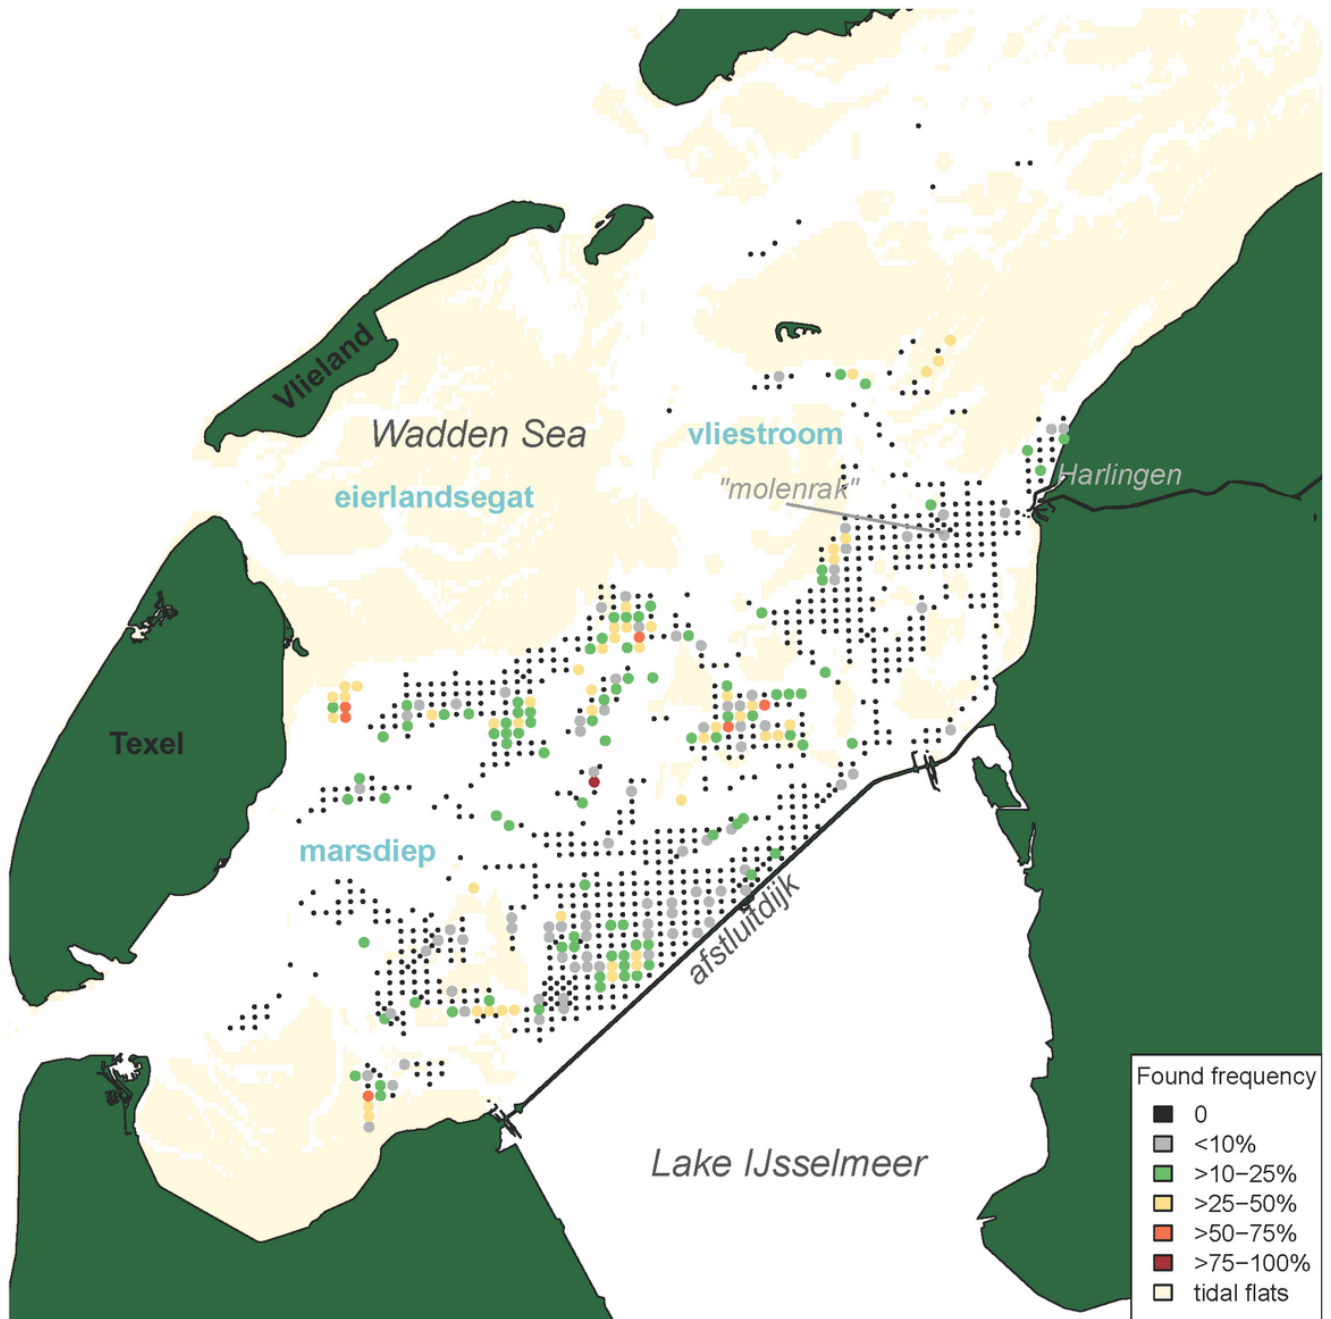 Vlieland
Wadden Sea
vliestroom
"molenrak"
Harlingen
eierlandsegat
Texel
marsdiep
afstluitdijk
Lake IJsselmeer
Found frequency
0
<10%
>10–25%
>25–50%
>50–75%
>75–100%
tidal flats